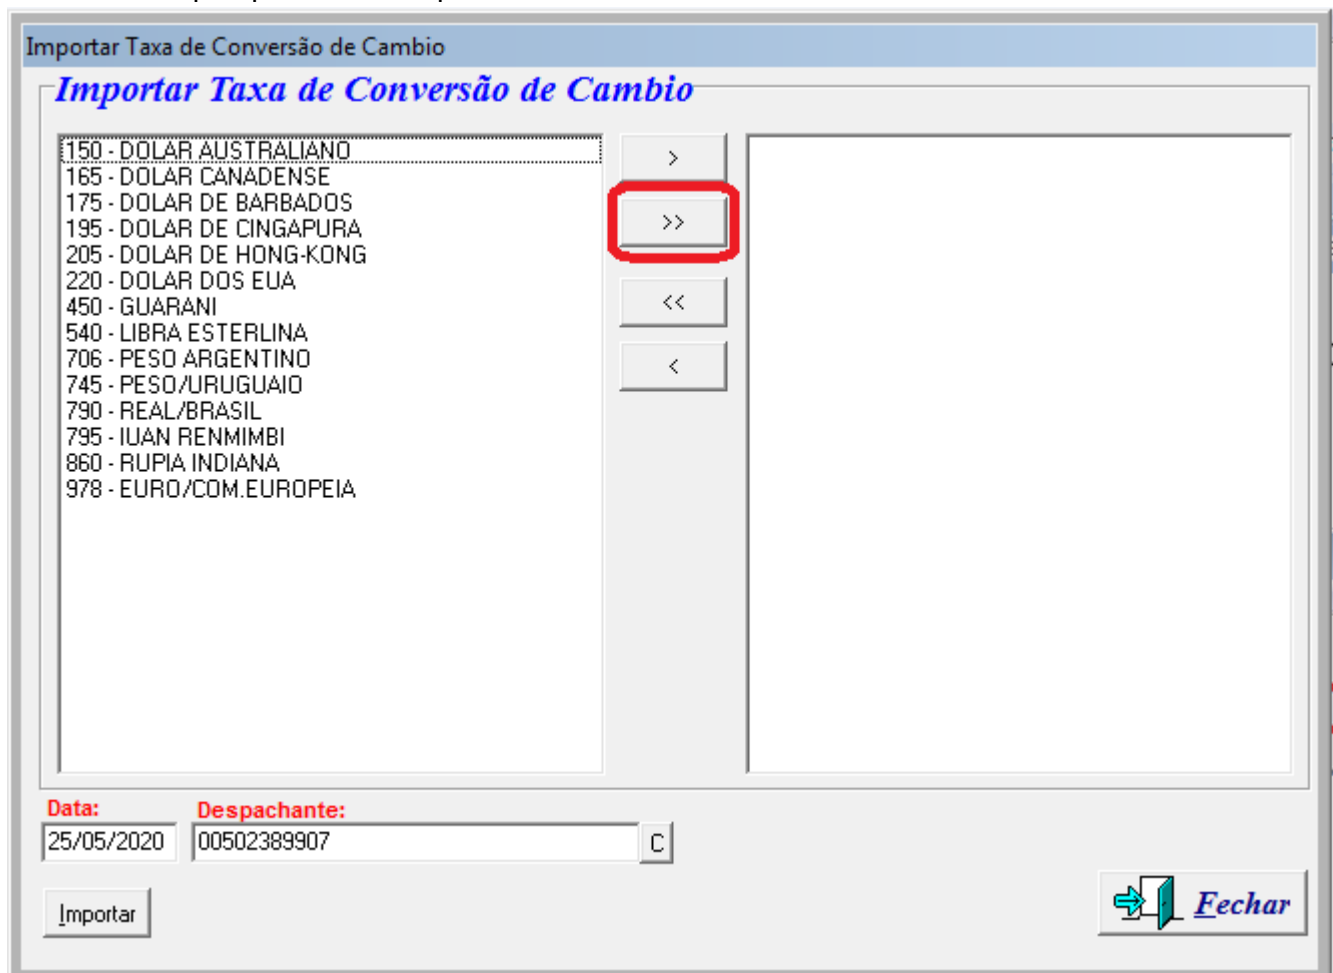 Importar Taxa de Conversão de Cambio
Importar Taxa de Conversão de Cambio
150 - DOLAR AUSTRALIANO
165 - DOLAR CANADENSE
175 - DOLAR DE BARBADOS
195 - DOLAR DE CINGAPURA
205 - DOLAR DE HONG-KONG
220 - DOLAR DOS EUA
450 - GUARANI
540 - LIBRA ESTERLINA
706 - PESO ARGENTINO
745 - PESO/URUGUAIO
790 - REAL/BRASIL
795 - IUAN RENMIMBI
860 - RUPIA INDIANA
978 - EURO/COM.EUROPEIA
>
>>
<<
<
Data: Despachante:
25/05/2020 00502389907 C
Importar
Fechar